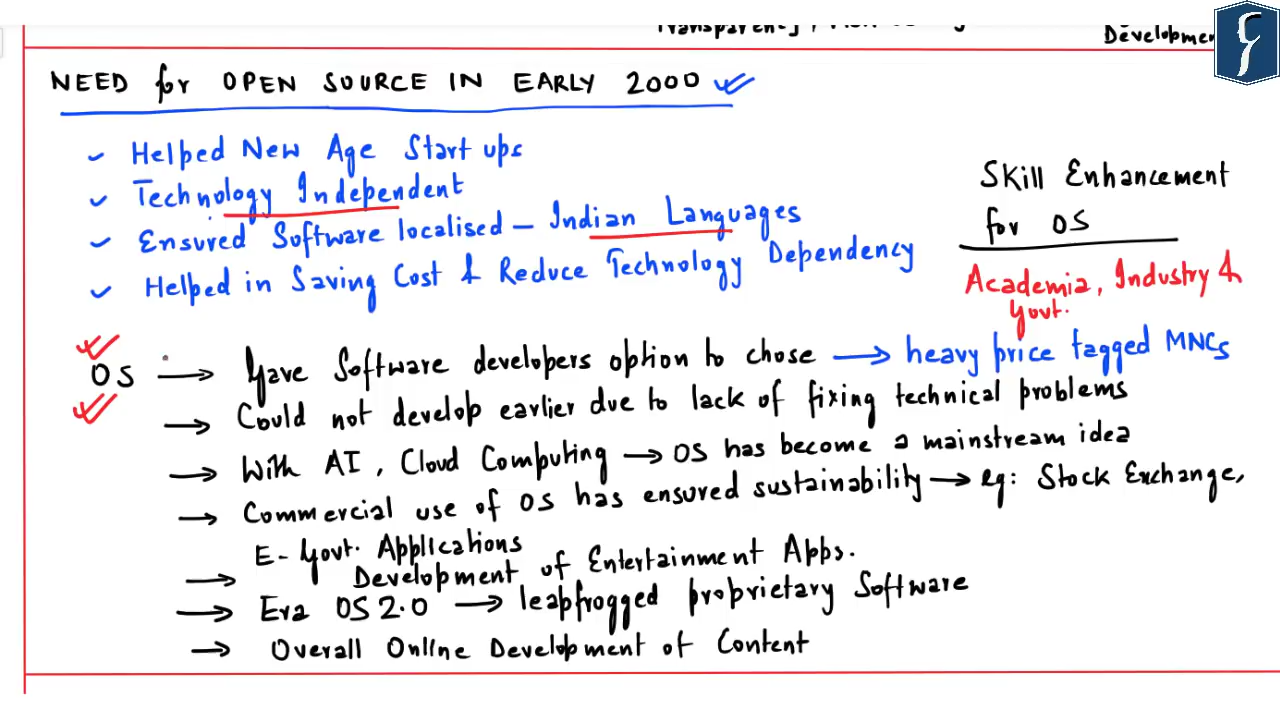 Transparency
Development
NEED for OPEN SOURCE IN EARLY 2000
Helped New Age Start ups
Technology Independent
Ensured Software localised – Indian Languages
Helped in Saving Cost & Reduce Technology Dependency
Skill Enhancement
for OS
Academia, Industry &
Govt.
OS → Gave Software developers option to chose → heavy price tagged MNCs
→ Could not develop earlier due to lack of fixing technical problems
→ With AI, Cloud Computing → OS has become a mainstream idea
→ Commercial use of OS has ensured sustainability → eg: Stock Exchange,
E-Govt. Applications
→ Development of Entertainment Apps.
→ Era OS 2.0 → leapfrogged proprietary Software
→ Overall Online Development of Content